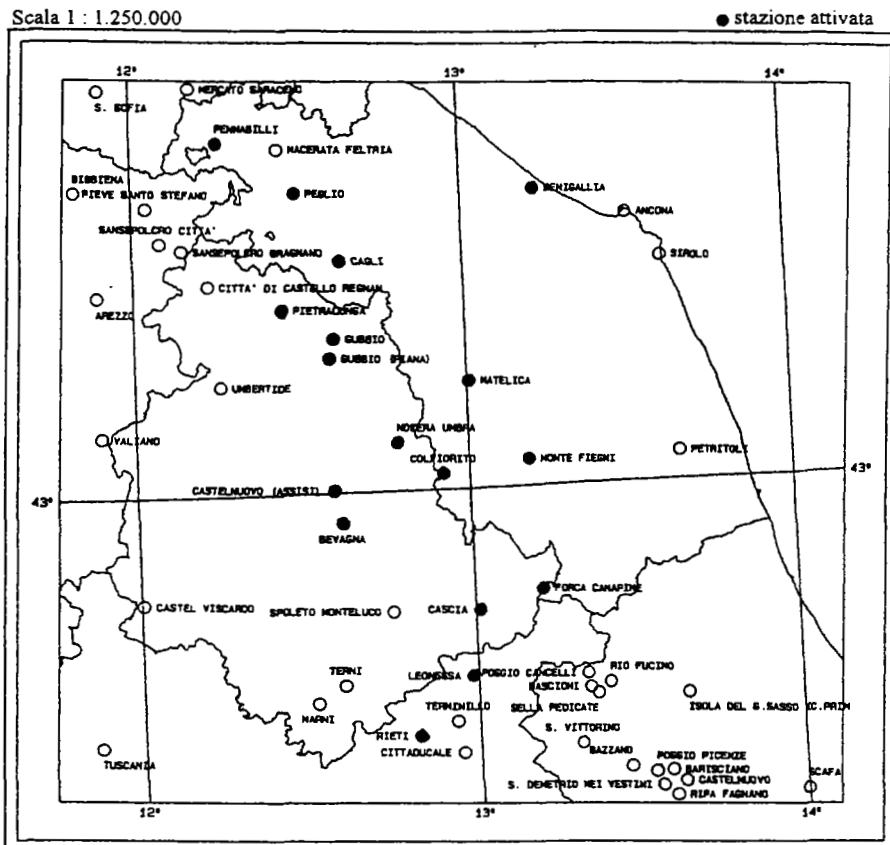 Scala 1 : 1.250.000
● stazione attivata
12°
13°
14°
S. SOFIA
MERCATO SARACENO
PENNABILLI
MACERATA FELTRIA
BIBBIENA
PIEVE SANTO STEFANO
PEGLIO
SENIGALLIA
ANCONA
SANSEPOLCRO CITTA'
SANSEPOLCRO GRAGNANO
SIROLO
CAGLI
CITTA' DI CASTELLO REGNAN
AREZZO
PIETRALUNGA
GUBBIO
GUBBIO (PIANA)
MATELICA
UMBERTIDE
NOCERA UMBRA
VALIANO
PETRITOLI
COLFIORITO
MONTE FIEGNI
43°
CASTELNUOVO (ASSISI)
43°
BEVAGNA
FORCA CANAPINE
CASTEL VISCARDO
SPOLETO MONTELUCO
CASCIA
TERNI
LEONESSA
POGGIO CANCELLI
RIO FUCINO
BASCIONI
NARNI
TERMINILLO
SELLA PEDICATE
ISOLA DEL G.SASSO (C.PRIM
S. VITTORINO
RIETI
CITTADUCALE
BAZZANO
POGGIO PICENZE
TUSCANIA
BARISCIANO
SCAFA
CASTELNUOVO
S. DEMETRIO NEI VESTINI
RIPA FAGNANO
12°
13°
14°